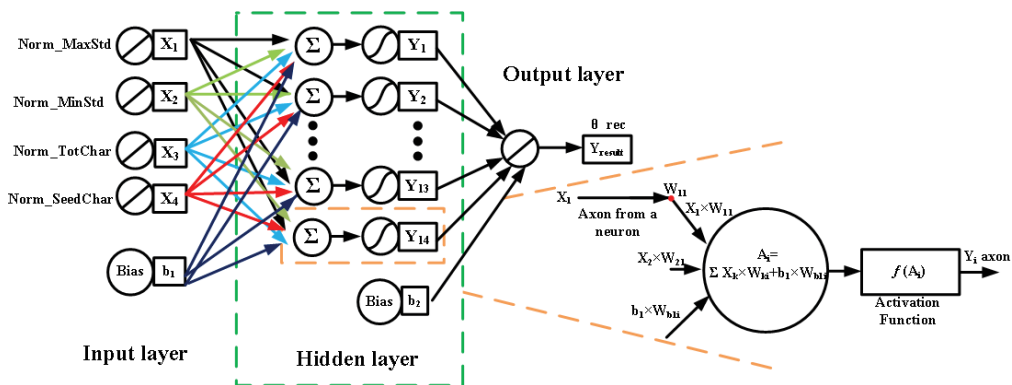 Norm_MaxStd
X1
Σ
Y1
Norm_MinStd
X2
Σ
Y2
Output layer
Norm_TotChar
X3
θ rec
Yresult
Norm_SeedChar
X4
Σ
Y13
Σ
Y14
Bias
b1
Bias
b2
Input layer
Hidden layer
X1
W11
Axon from a
neuron
X1×W11
X2×W21
b1×Wb1i
Ai=
Σ Xk×Wki+b1×Wb1i
f(Ai)
Yi axon
Activation
Function